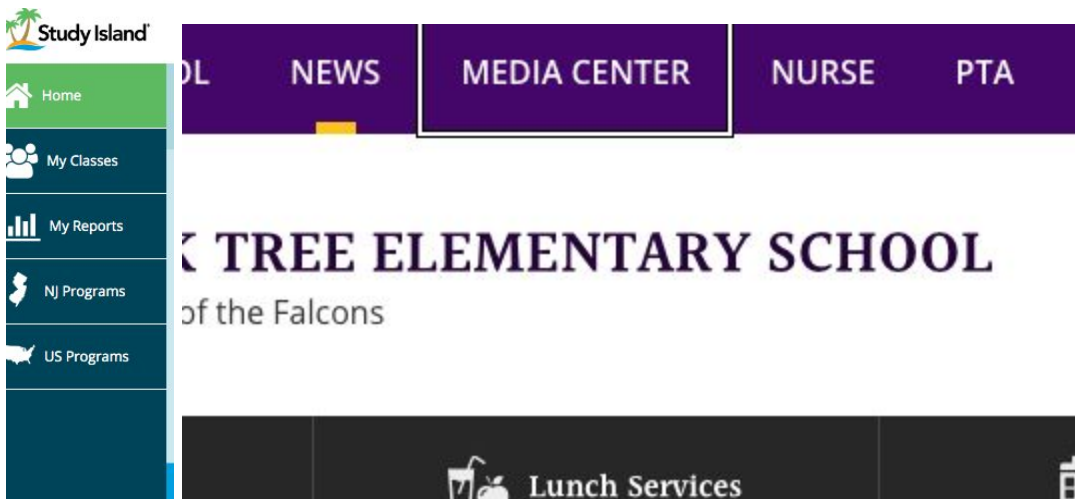 Study Island
Home
My Classes
My Reports
NJ Programs
US Programs
OL NEWS MEDIA CENTER NURSE PTA
K TREE ELEMENTARY SCHOOL
of the Falcons
Lunch Services